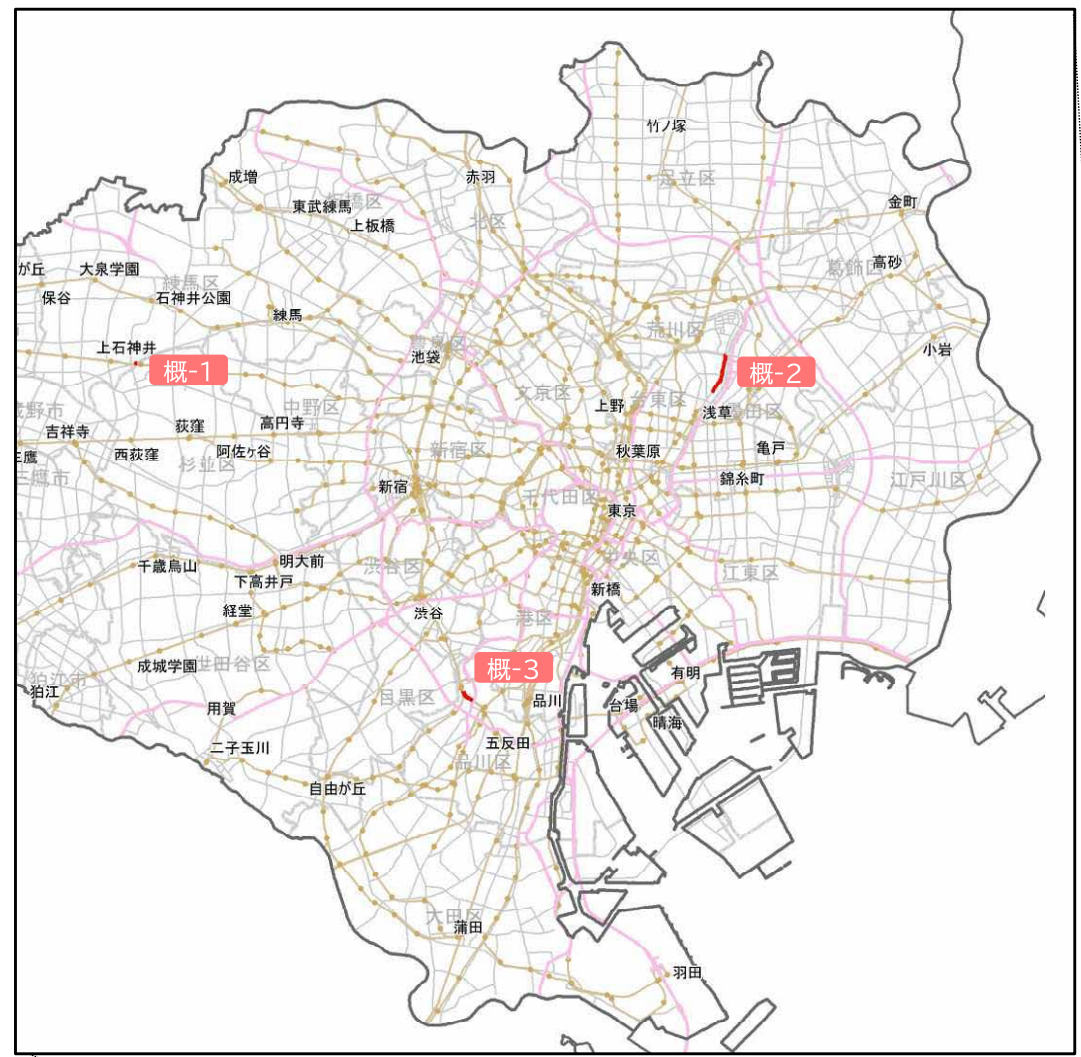 竹ノ塚
成増
赤羽
足立区
東武練馬
板橋区
上板橋
北区
金町
が丘
大泉学園
練馬区
葛飾区
高砂
保谷
石神井公園
練馬
荒川区
上石神井
豊島区
池袋
小岩
概-1
概-2
文京区
台東区
上野
浅草
墨田区
中野区
高円寺
荻窪
吉祥寺
西荻窪
阿佐ヶ谷
杉並区
新宿区
秋葉原
亀戸
三鷹市
錦糸町
江戸川区
新宿
千代田区
東京
千歳烏山
明大前
下高井戸
渋谷区
中央区
江東区
新橋
経堂
渋谷
港区
成城学園
世田谷区
概-3
狛江市
狛江
有明
目黒区
品川
用賀
台場
晴海
二子玉川
五反田
品川区
自由が丘
大田区
蒲田
羽田